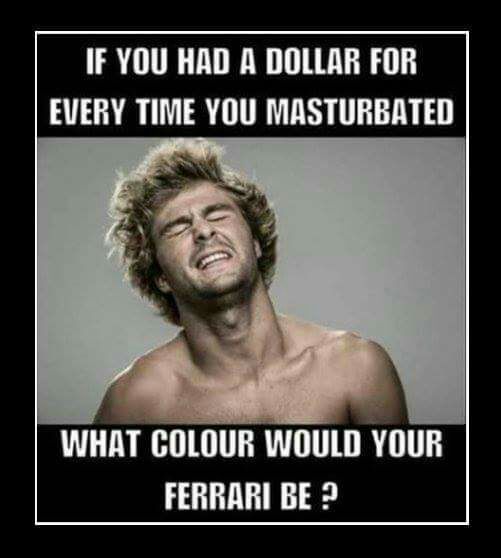 IF YOU HAD A DOLLAR FOR
EVERY TIME YOU MASTURBATED
WHAT COLOUR WOULD YOUR
FERRARI BE ?